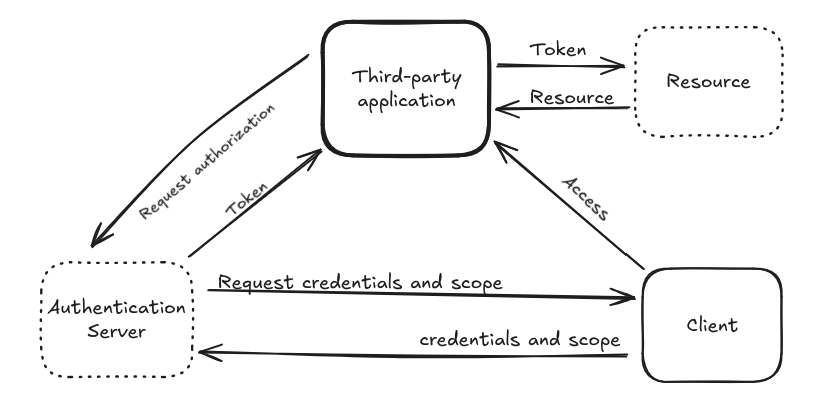 Token
Third-party
application
Resource
Resource
Request authorization
Token
Access
Request credentials and scope
Authentication
Server
Client
credentials and scope